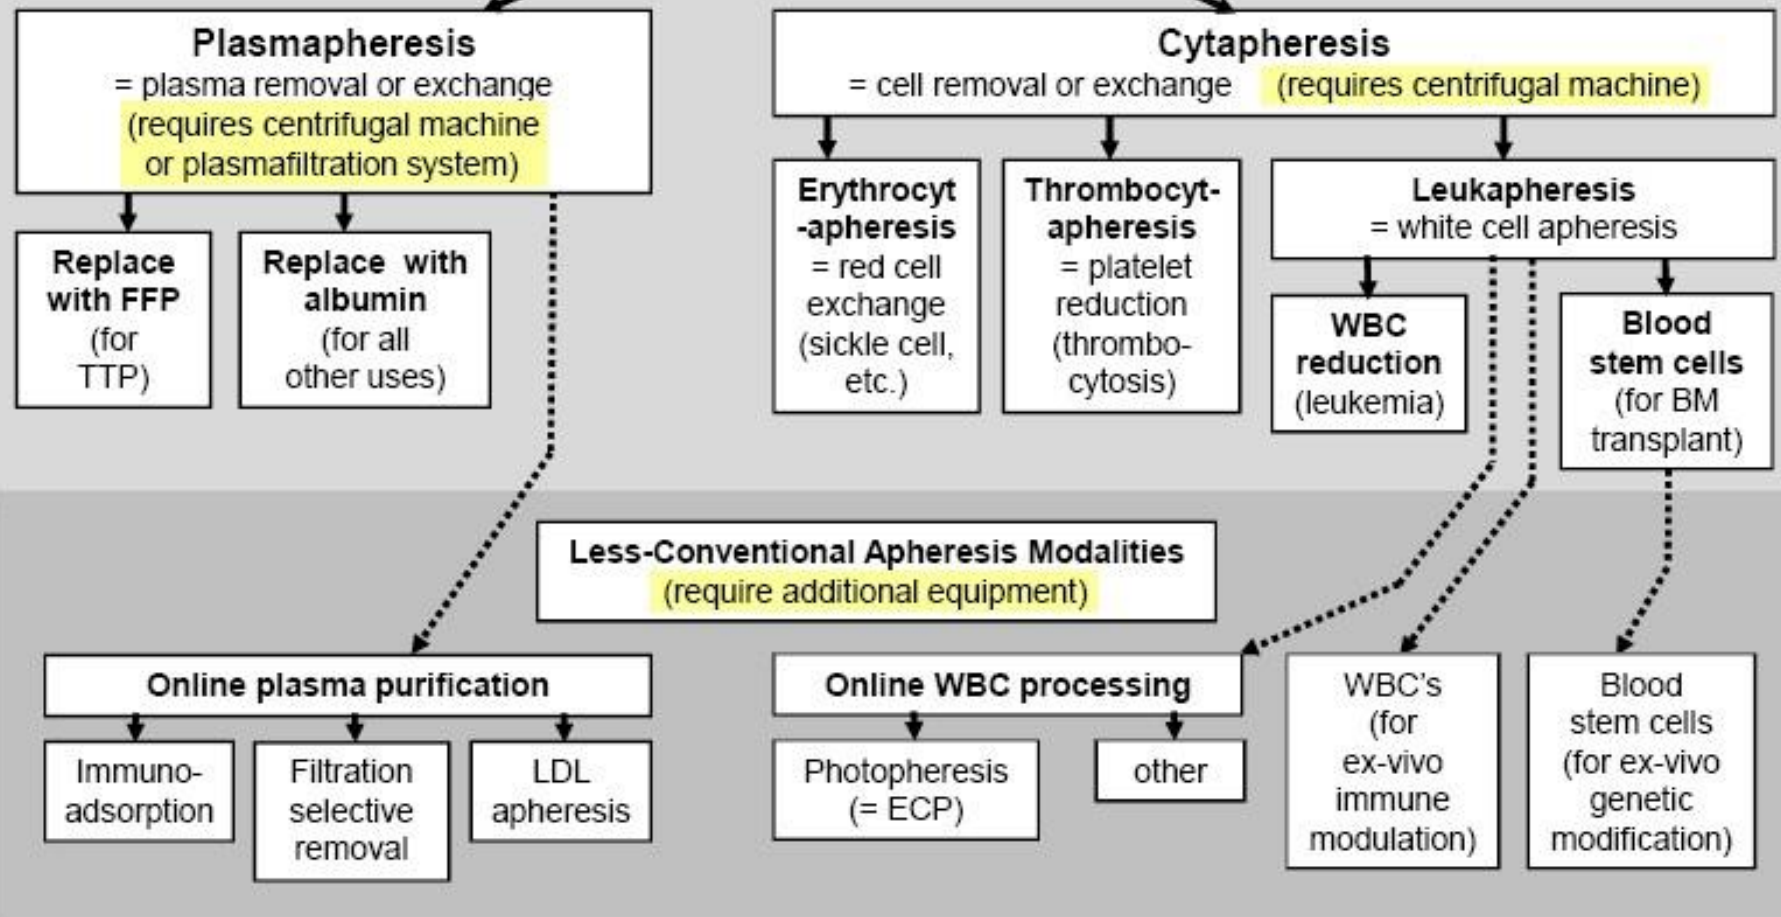 Plasmapheresis
= plasma removal or exchange
(requires centrifugal machine
or plasmafiltration system)
Replace
with FFP
(for
TTP)
Replace with
albumin
(for all
other uses)
Cytapheresis
= cell removal or exchange (requires centrifugal machine)
Erythrocyt
-apheresis
= red cell
exchange
(sickle cell,
etc.)
Thrombocyt-
apheresis
= platelet
reduction
(thrombo-
cytosis)
Leukapheresis
= white cell apheresis
WBC
reduction
(leukemia)
Blood
stem cells
(for BM
transplant)
Less-Conventional Apheresis Modalities
(require additional equipment)
Online plasma purification
Immuno-
adsorption
Filtration
selective
removal
LDL
apheresis
Online WBC processing
Photopheresis
(= ECP)
other
WBC's
(for
ex-vivo
immune
modulation)
Blood
stem cells
(for ex-vivo
genetic
modification)